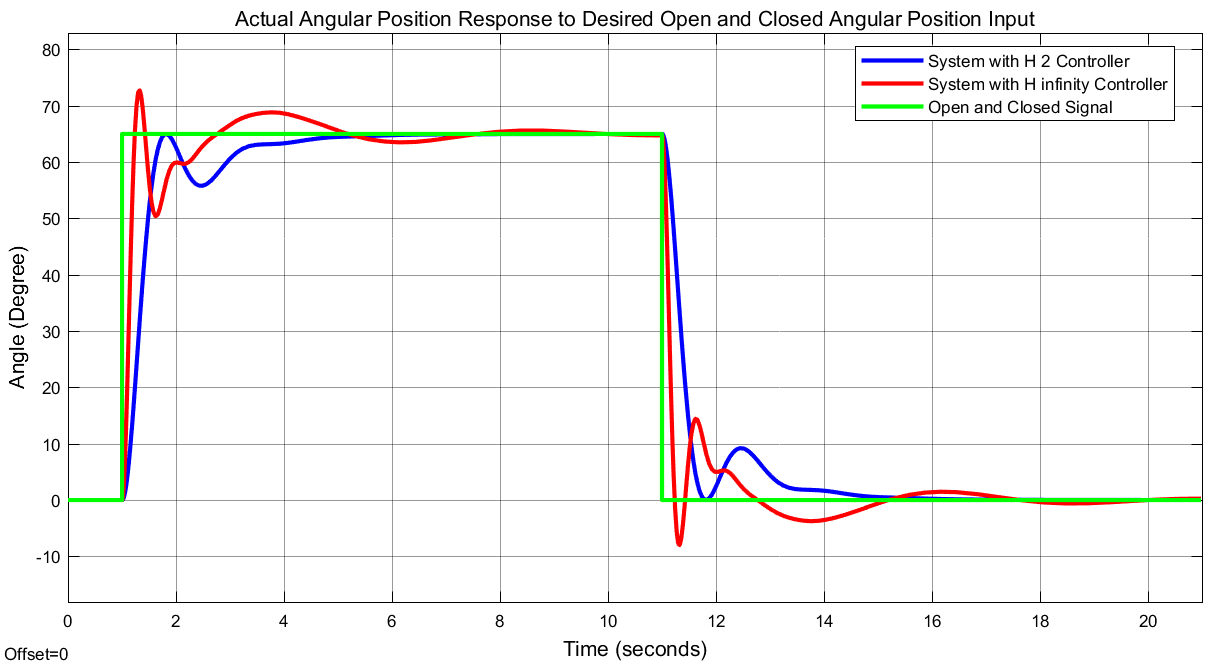 Actual Angular Position Response to Desired Open and Closed Angular Position Input
System with H 2 Controller
System with H infinity Controller
Open and Closed Signal
Angle (Degree)
80
70
60
50
40
30
20
10
0
-10
0 2 4 6 8 10 12 14 16 18 20
Time (seconds)
Offset=0